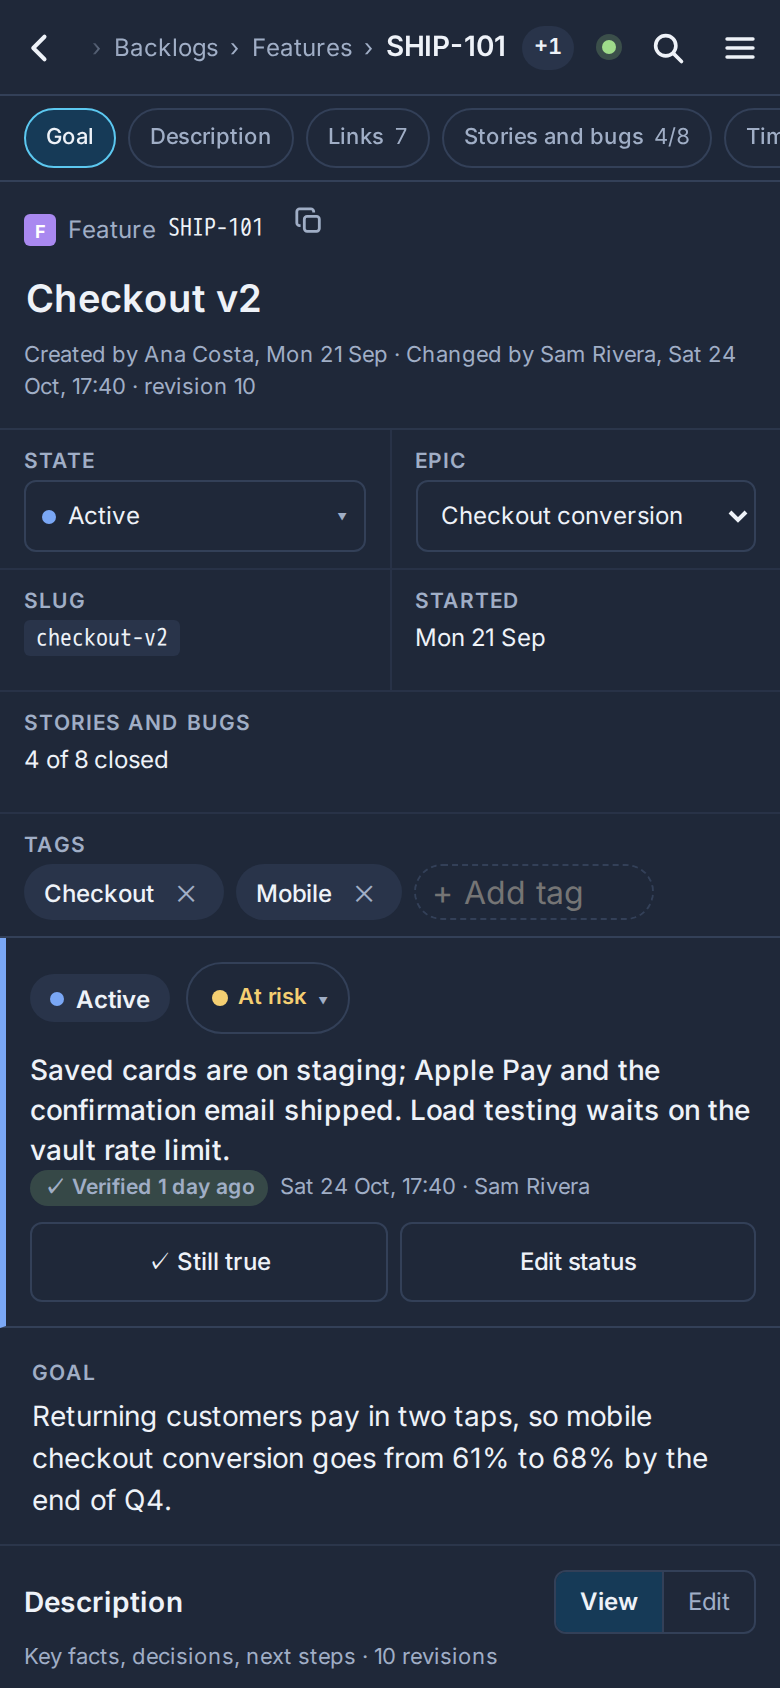 › Backlogs › Features › SHIP-101 +1
Goal Description Links 7 Stories and bugs 4/8 Tim
F Feature SHIP-101
Checkout v2
Created by Ana Costa, Mon 21 Sep · Changed by Sam Rivera, Sat 24
Oct, 17:40 · revision 10
STATE EPIC
Active ▾ Checkout conversion
SLUG STARTED
checkout-v2 Mon 21 Sep
STORIES AND BUGS
4 of 8 closed
TAGS
Checkout × Mobile × + Add tag
Active At risk ▾
Saved cards are on staging; Apple Pay and the
confirmation email shipped. Load testing waits on the
vault rate limit.
✓ Verified 1 day ago Sat 24 Oct, 17:40 · Sam Rivera
✓ Still true Edit status
GOAL
Returning customers pay in two taps, so mobile
checkout conversion goes from 61% to 68% by the
end of Q4.
Description View Edit
Key facts, decisions, next steps · 10 revisions